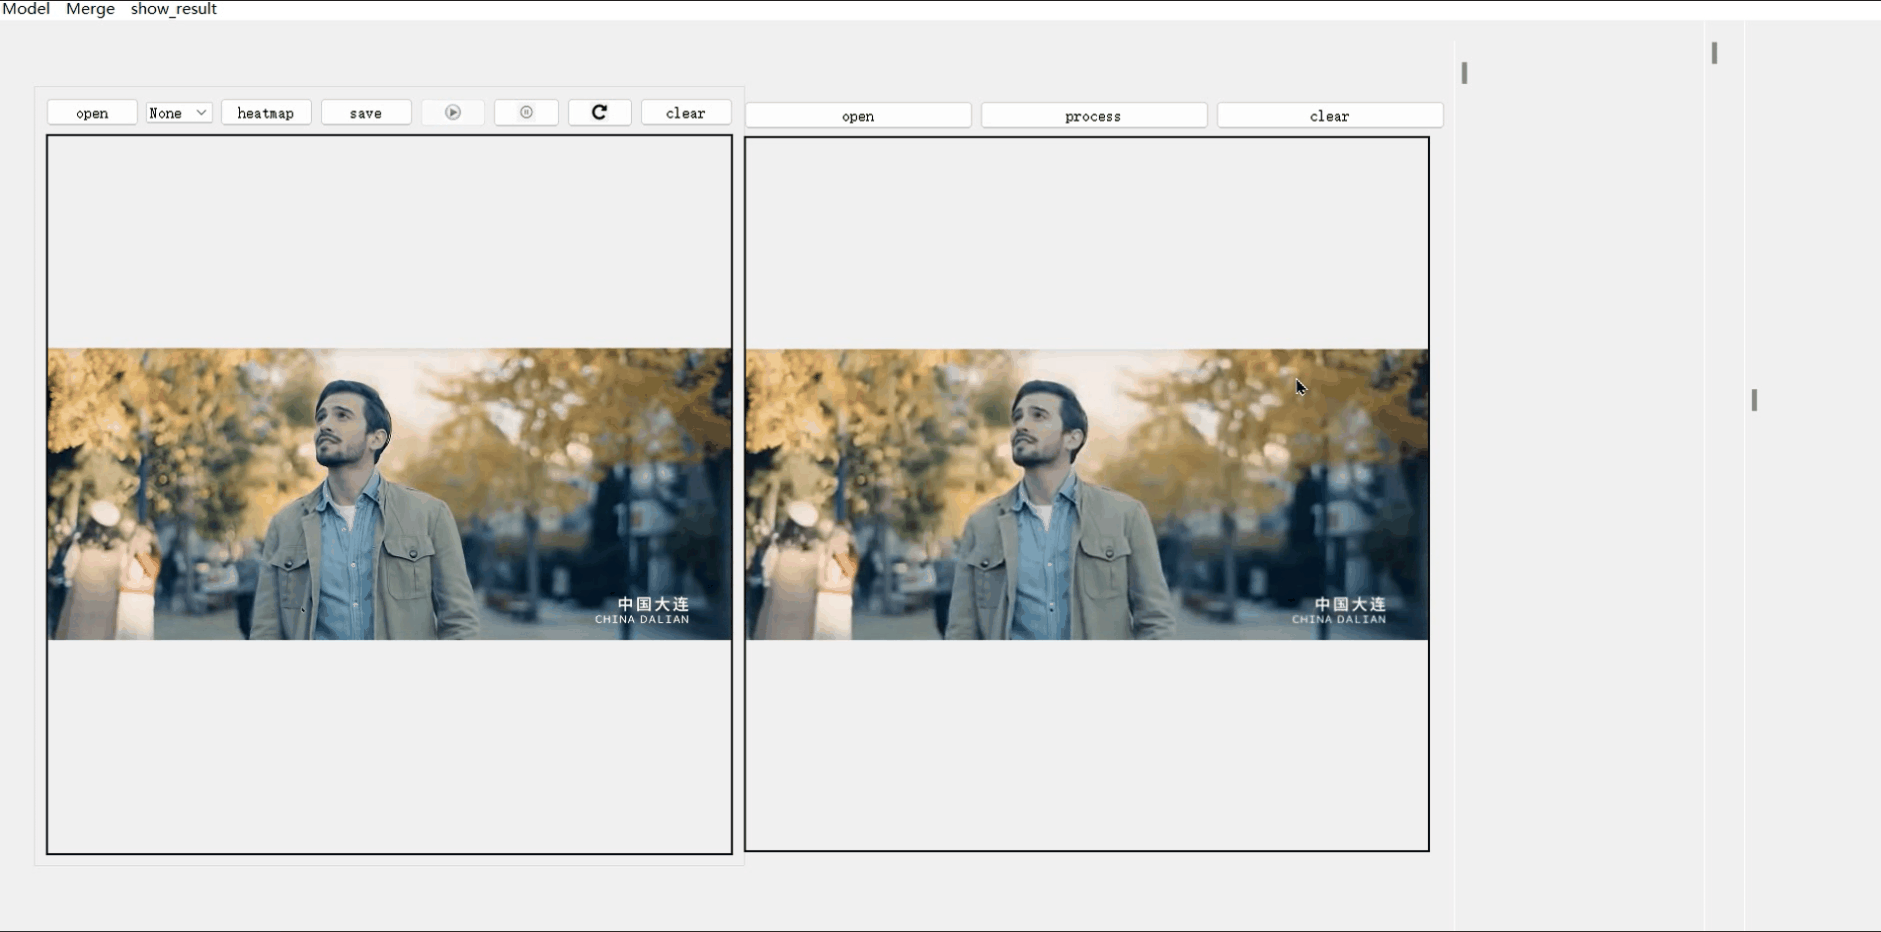 Model Merge show_result
open None heatmap save clear
open process clear
中国大连
CHINA DALIAN
中国大连
CHINA DALIAN